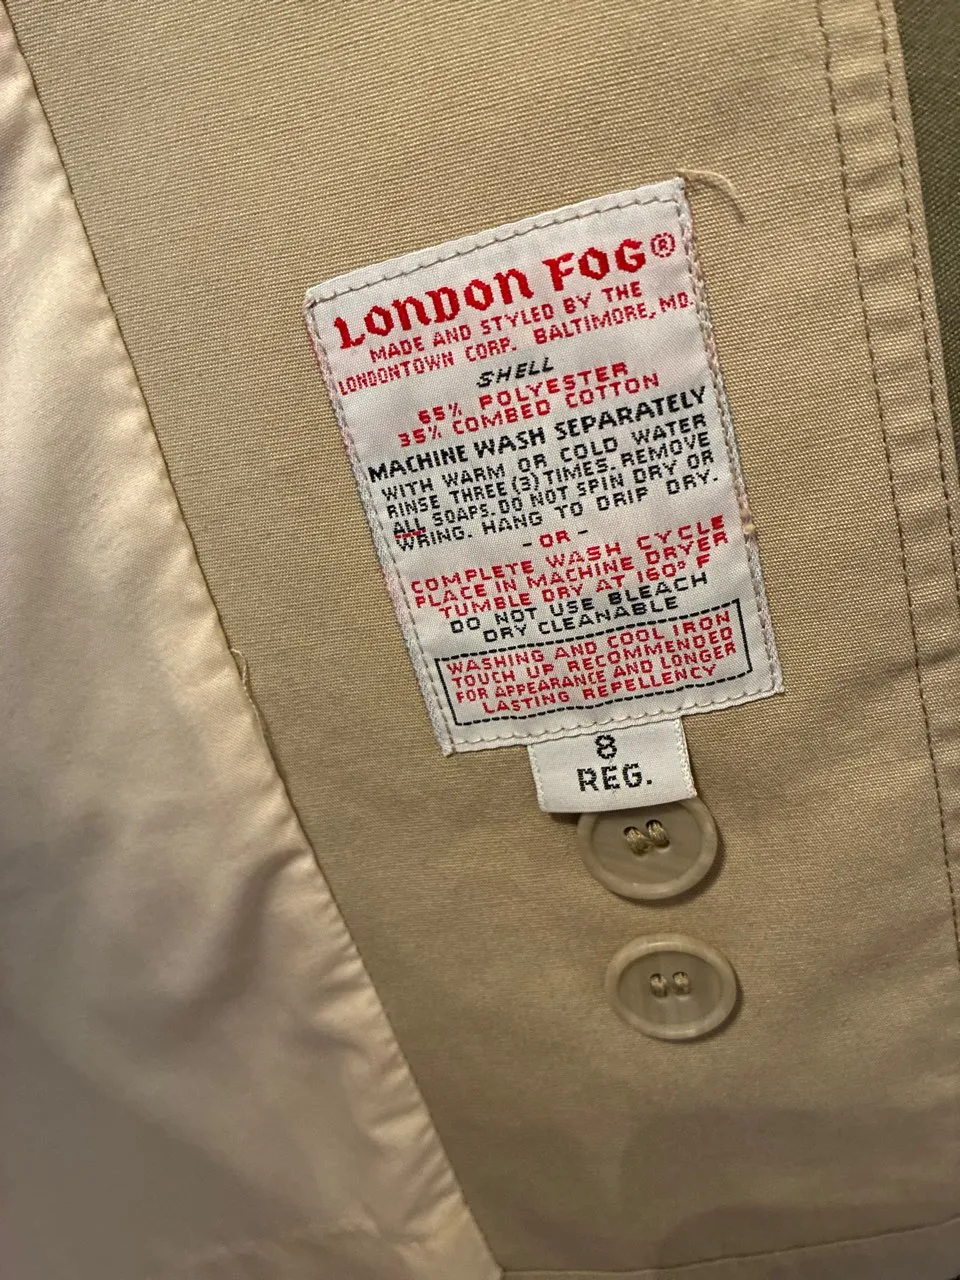 LONDON FOG®
MADE AND STYLED BY THE
LONDONTOWN CORP. BALTIMORE, MD.
SHELL
65% POLYESTER
35% COMBED COTTON
MACHINE WASH SEPARATELY
WITH WARM OR COLD WATER
RINSE THREE (3) TIMES. REMOVE
ALL SOAPS. DO NOT SPIN DRY OR
WRING. HANG TO DRIP DRY.
- OR -
COMPLETE WASH CYCLE
PLACE IN MACHINE DRYER
TUMBLE DRY AT 160° F
DO NOT USE BLEACH
DRY CLEANABLE
WASHING AND COOL IRON
TOUCH UP RECOMMENDED
FOR APPEARANCE AND LONGER
LASTING REPELLENCY
8
REG.